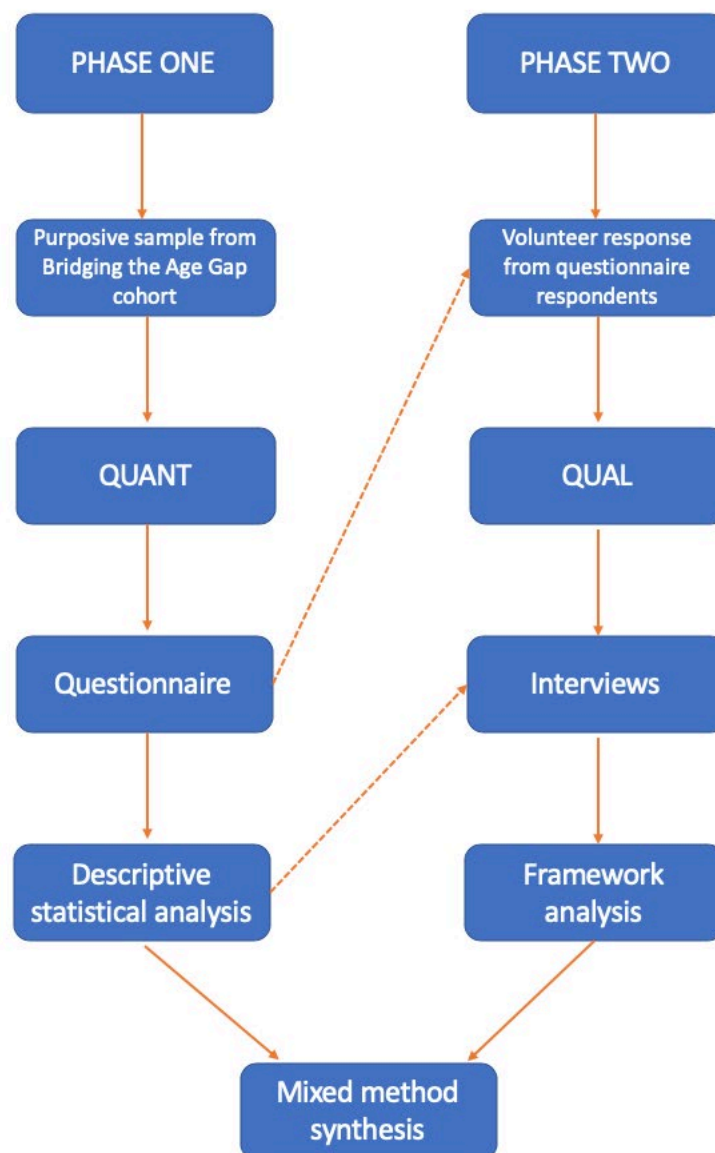 PHASE ONE
PHASE TWO
Purposive sample from
Bridging the Age Gap
cohort
Volunteer response
from questionnaire
respondents
QUANT
QUAL
Questionnaire
Interviews
Descriptive
statistical analysis
Framework
analysis
Mixed method
synthesis